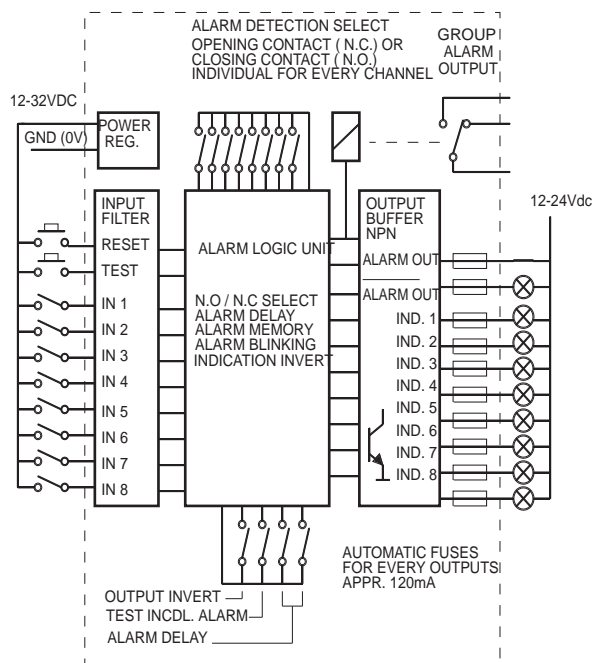 ALARM DETECTION SELECT
OPENING CONTACT ( N.C.) OR
CLOSING CONTACT ( N.O.)
INDIVIDUAL FOR EVERY CHANNEL
GROUP
ALARM
OUTPUT
12-32VDC
GND (0V)
POWER
REG.
INPUT
FILTER
RESET
TEST
IN 1
IN 2
IN 3
IN 4
IN 5
IN 6
IN 7
IN 8
ALARM LOGIC UNIT
N.O / N.C SELECT
ALARM DELAY
ALARM MEMORY
ALARM BLINKING
INDICATION INVERT
OUTPUT
BUFFER
NPN
ALARM OUT
ALARM OUT
IND. 1
IND. 2
IND. 3
IND. 4
IND. 5
IND. 6
IND. 7
IND. 8
12-24Vdc
OUTPUT INVERT
TEST INCDL. ALARM
ALARM DELAY
AUTOMATIC FUSES
FOR EVERY OUTPUTS
APPR. 120mA